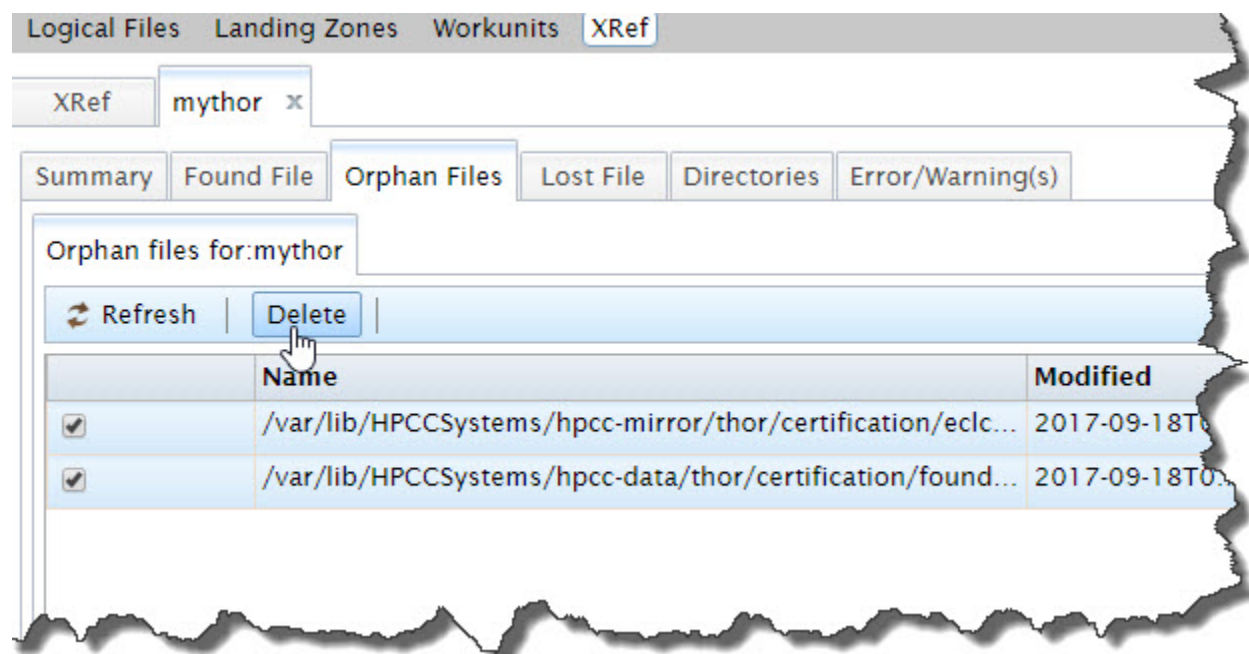 Logical Files Landing Zones Workunits XRef
XRef mythor x
Summary Found File Orphan Files Lost File Directories Error/Warning(s)
Orphan files for:mythor
Refresh Delete
Name Modified
/var/lib/HPCCSystems/hpcc-mirror/thor/certification/eclc... 2017-09-18T0
/var/lib/HPCCSystems/hpcc-data/thor/certification/found... 2017-09-18T0.